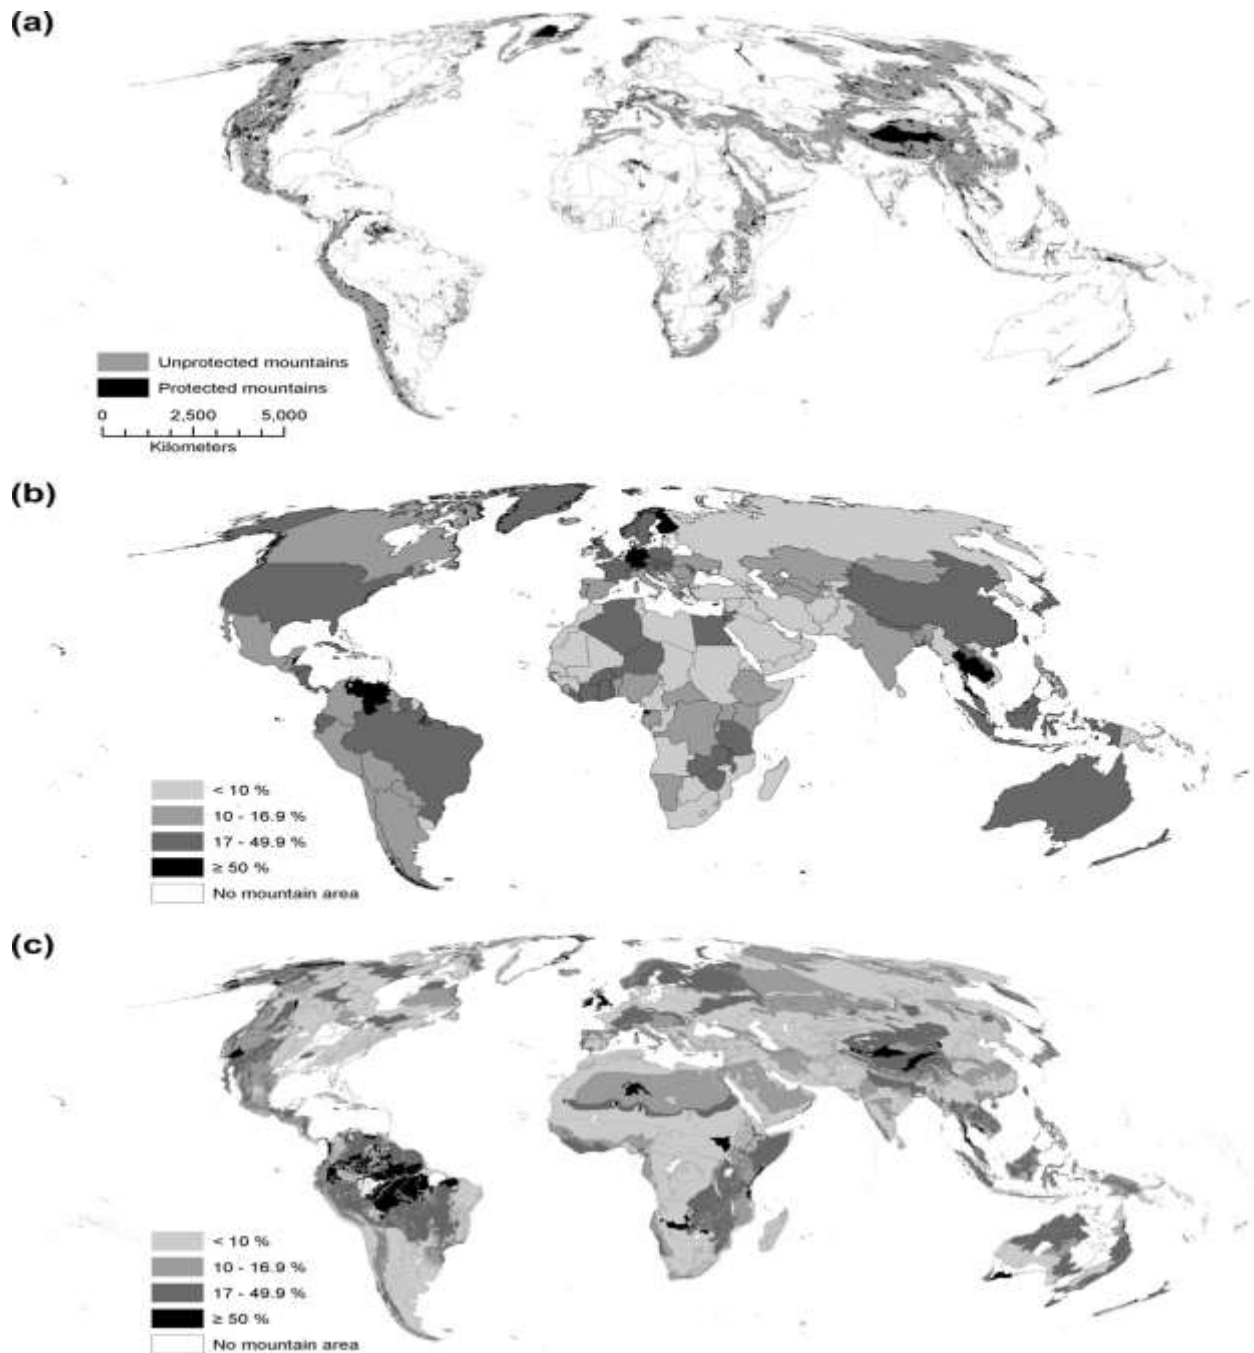 (a)
Unprotected mountains
Protected mountains
0 2,500 5,000
Kilometers
(b)
< 10 %
10 - 16.9 %
17 - 49.9 %
≥ 50 %
No mountain area
(c)
< 10 %
10 - 16.9 %
17 - 49.9 %
≥ 50 %
No mountain area